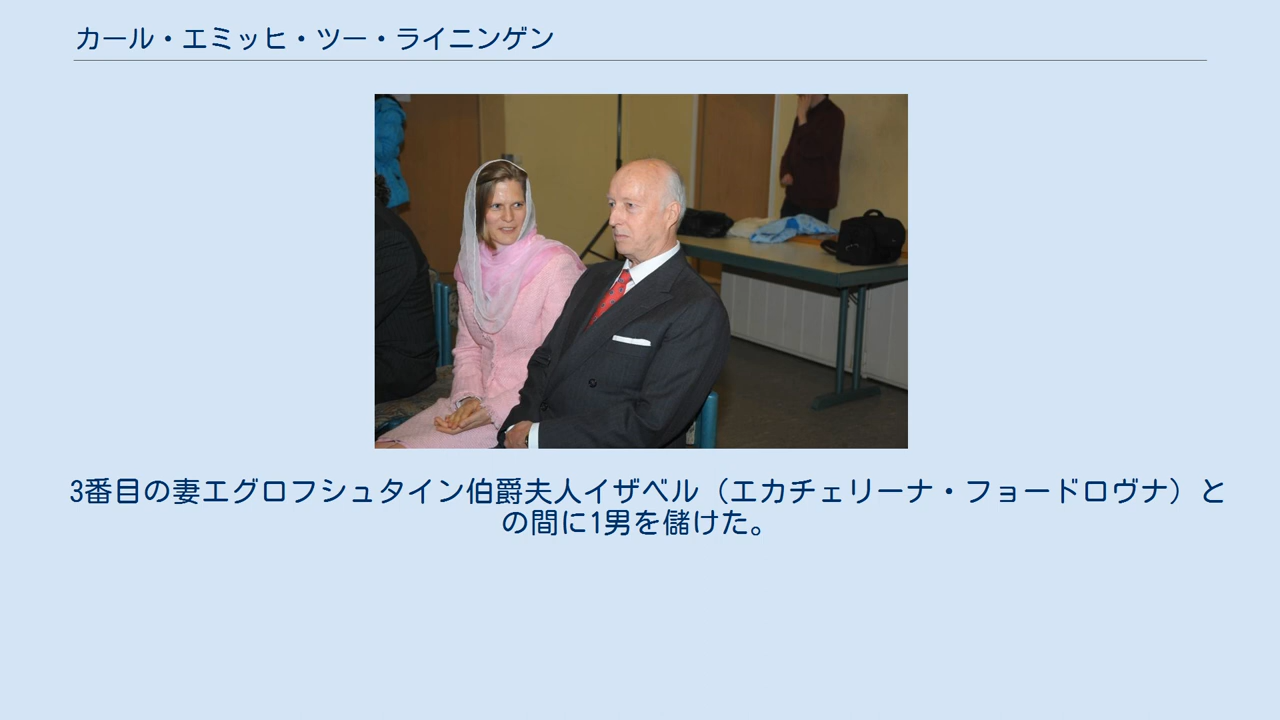 カール・エミッヒ・ツー・ライニンゲン
3番目の妻エグロフシュタイン伯爵夫人イザベル（エカチェリーナ・フョードロヴナ）と
の間に1男を儲けた。